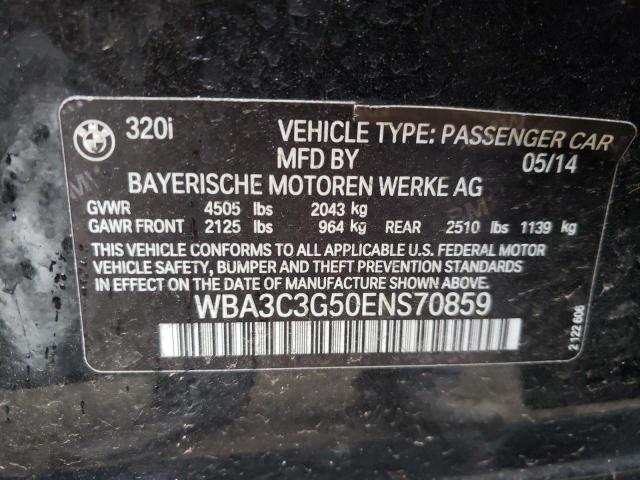 320i VEHICLE TYPE: PASSENGER CAR
MFD BY 05/14
BAYERISCHE MOTOREN WERKE AG
GVWR 4505 lbs 2043 kg
GAWR FRONT 2125 lbs 964 kg REAR 2510 lbs 1139 kg
THIS VEHICLE CONFORMS TO ALL APPLICABLE U.S. FEDERAL MOTOR
VEHICLE SAFETY, BUMPER AND THEFT PREVENTION STANDARDS IN
EFFECT ON THE DATE OF MANUFACTURE SHOWN ABOVE.
WBA3C3G50ENS70859
2 122 606